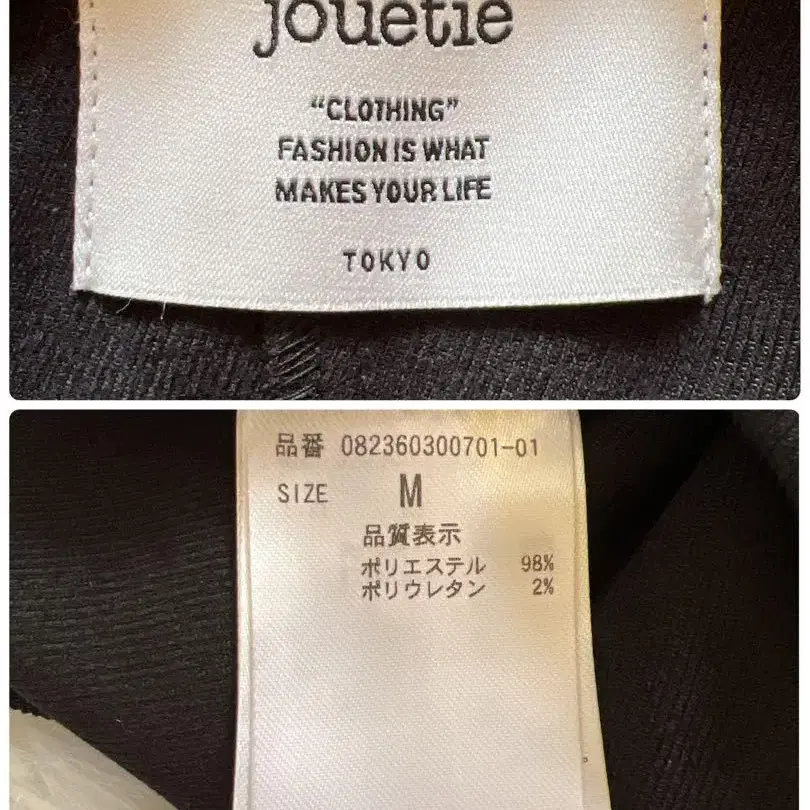 jouetie
"CLOTHING"
FASHION IS WHAT
MAKES YOUR LIFE
TOKYO
品番 082360300701-01
SIZE M
品質表示
ポリエステル 98%
ポリウレタン 2%